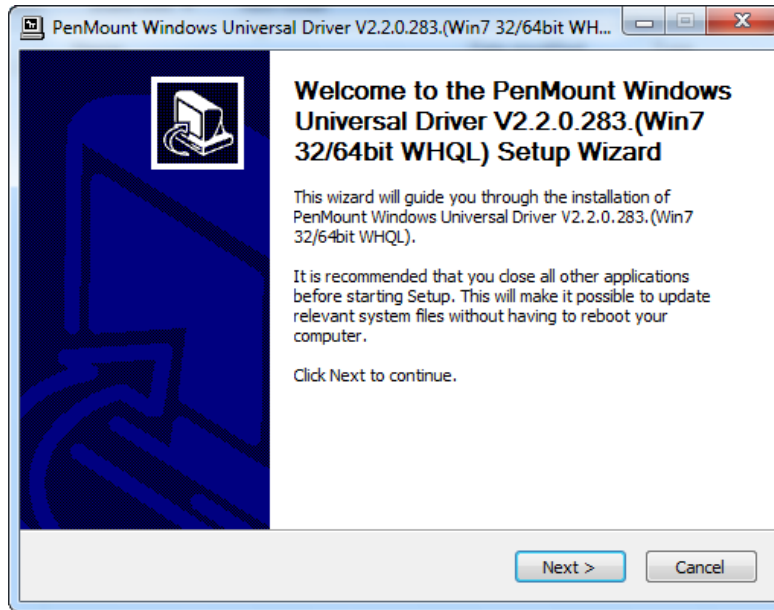 PenMount Windows Universal Driver V2.2.0.283.(Win7 32/64bit WH...
Welcome to the PenMount Windows
Universal Driver V2.2.0.283.(Win7
32/64bit WHQL) Setup Wizard
This wizard will guide you through the installation of
PenMount Windows Universal Driver V2.2.0.283.(Win7
32/64bit WHQL).
It is recommended that you close all other applications
before starting Setup. This will make it possible to update
relevant system files without having to reboot your
computer.
Click Next to continue.
Next >
Cancel